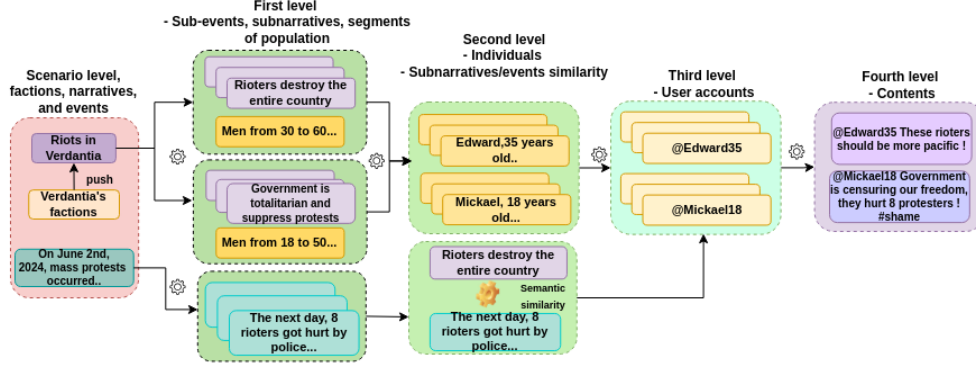 First level
- Sub-events, subnarratives, segments
of population
Second level
- Individuals
- Subnarratives/events similarity
Scenario level,
factions, narratives,
and events
Third level
- User accounts
Fourth level
- Contents
Riots in
Verdantia
push
Verdantia's
factions
On June 2nd,
2024, mass protests
occurred..
Rioters destroy the
entire country
Men from 30 to 60...
Government is
totalitarian and
suppress protests
Men from 18 to 50...
The next day, 8
rioters got hurt by
police...
Edward,35 years
old..
Mickael, 18 years
old...
Rioters destroy the
entire country
Semantic
similarity
The next day, 8
rioters got hurt by
police...
@Edward35
@Mickael18
@Edward35 These rioters
should be more pacific !
@Mickael18 Government
is censuring our freedom,
they hurt 8 protesters !
#shame